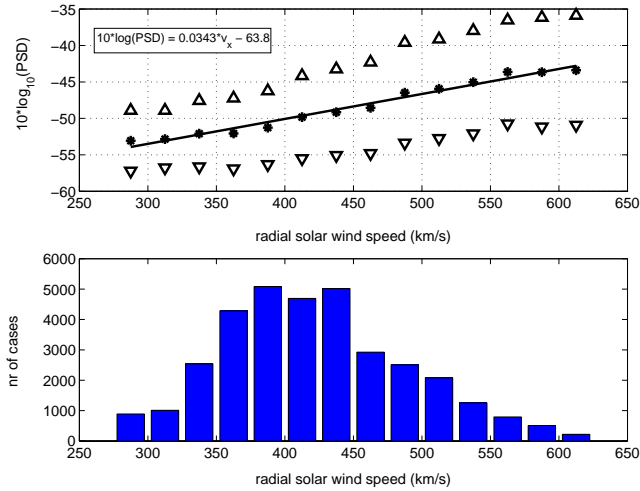 −35
−40
−45
−50
−55
−60
10*log10(PSD)
10*log(PSD) = 0.0343*vx − 63.8
250 300 350 400 450 500 550 600 650
radial solar wind speed (km/s)
6000
5000
4000
3000
2000
1000
0
nr of cases
250 300 350 400 450 500 550 600 650
radial solar wind speed (km/s)